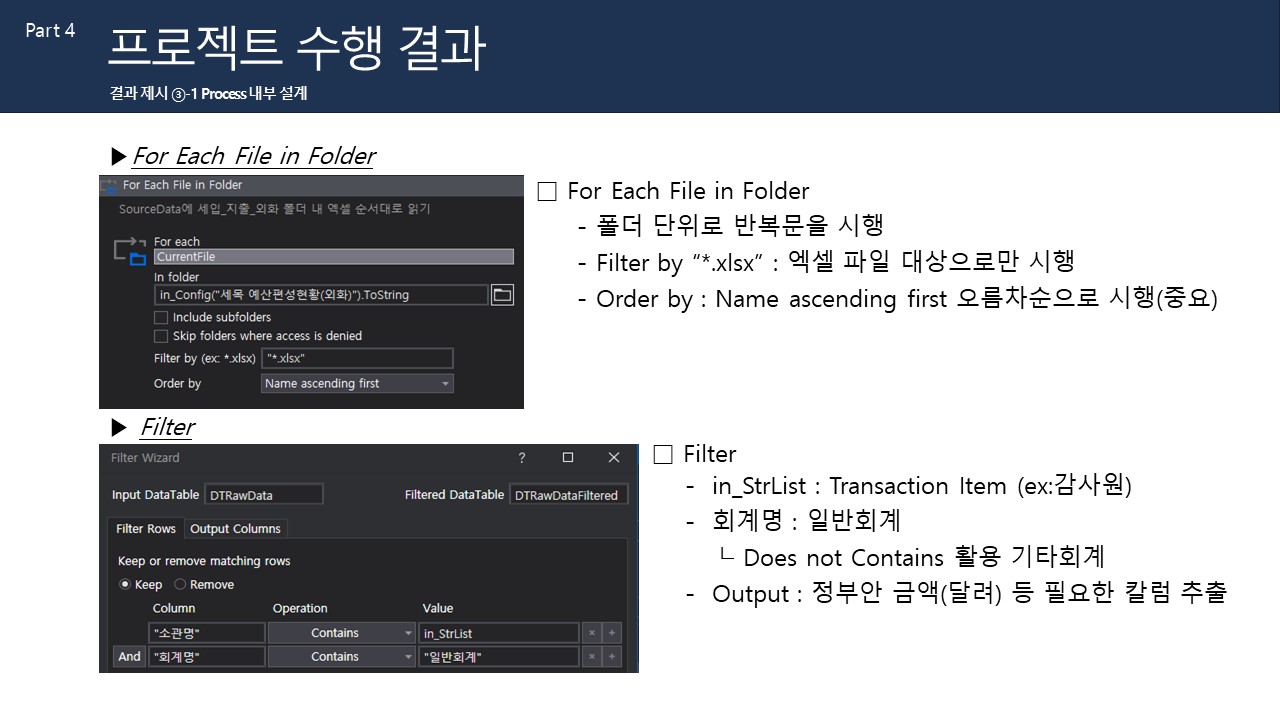 Part 4
프로젝트 수행 결과
결과 제시 ③-1 Process 내부 설계
▶For Each File in Folder
For Each File in Folder
SourceData에 세입_지출_외화 폴더 내 엑셀 순서대로 읽기
For each
CurrentFile
In folder
in_Config("세목 예산편성현황(외화)").ToString
Include subfolders
Skip folders where access is denied
Filter by (ex: *.xlsx) "*.xlsx"
Order by Name ascending first
□ For Each File in Folder
- 폴더 단위로 반복문을 시행
- Filter by “*.xlsx” : 엑셀 파일 대상으로만 시행
- Order by : Name ascending first 오름차순으로 시행(중요)
▶ Filter
Filter Wizard ?
Input DataTable DTRawData Filtered DataTable DTRawDataFiltered
Filter Rows Output Columns
Keep or remove matching rows
Keep Remove
Column Operation Value
"소관명" Contains in_StrList × +
And "회계명" Contains "일반회계" × +
□ Filter
- in_StrList : Transaction Item (ex:감사원)
- 회계명 : 일반회계
└ Does not Contains 활용 기타회계
- Output : 정부안 금액(달려) 등 필요한 칼럼 추출